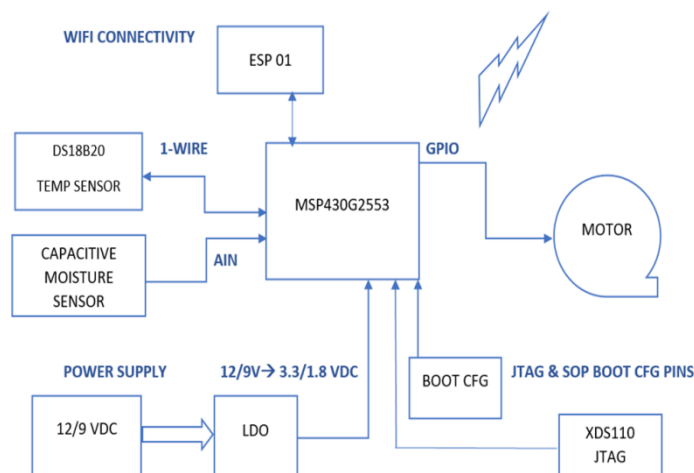 WIFI CONNECTIVITY
ESP 01
DS18B20
TEMP SENSOR
1-WIRE
MSP430G2553
GPIO
MOTOR
CAPACITIVE
MOISTURE
SENSOR
AIN
POWER SUPPLY
12/9V→ 3.3/1.8 VDC
BOOT CFG
JTAG & SOP BOOT CFG PINS
12/9 VDC
LDO
XDS110
JTAG